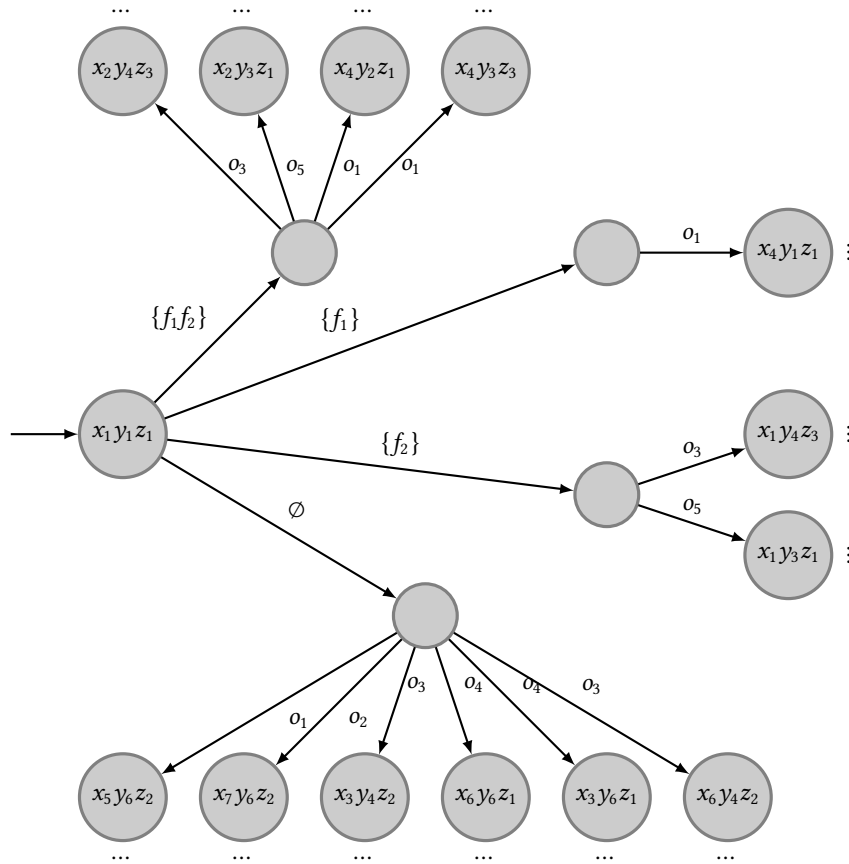 ... ... ... ...
x₂y₄z₃ x₂y₃z₁ x₄y₂z₁ x₄y₃z₃
o₃ o₅ o₁ o₁
o₁
x₄y₁z₁ ⋮
{f₁f₂} {f₁}
x₁y₁z₁
{f₂}
o₃
x₁y₄z₃ ⋮
o₅
x₁y₃z₁ ⋮
∅
o₁ o₂ o₃ o₄ o₄ o₃
x₅y₆z₂ x₇y₆z₂ x₃y₄z₂ x₆y₆z₁ x₃y₆z₁ x₆y₄z₂
... ... ... ... ... ...